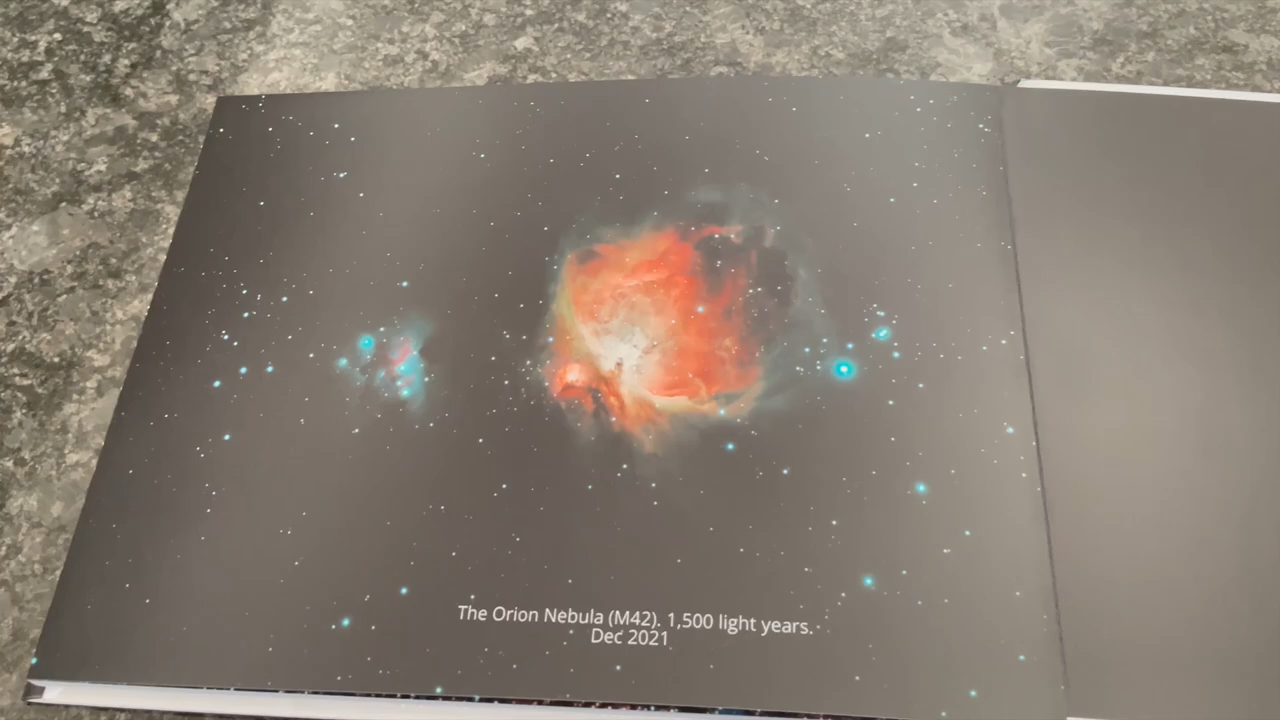 The Orion Nebula (M42). 1,500 light years.
Dec 2021